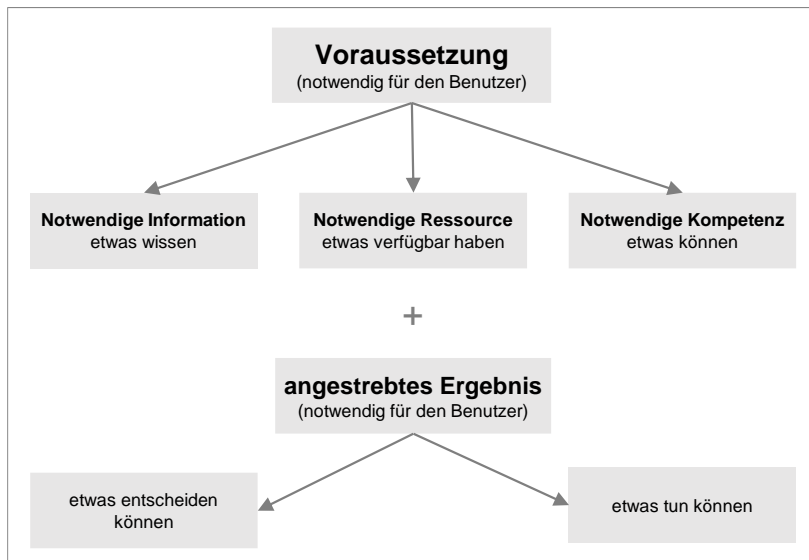 Voraussetzung
(notwendig für den Benutzer)
Notwendige Information
etwas wissen
Notwendige Ressource
etwas verfügbar haben
Notwendige Kompetenz
etwas können
+
angestrebtes Ergebnis
(notwendig für den Benutzer)
etwas entscheiden
können
etwas tun können